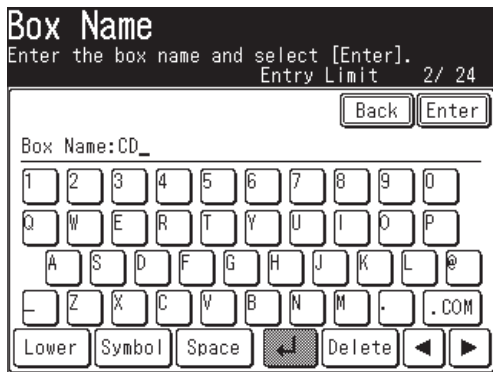 Box Name
Enter the box name and select [Enter].
Entry Limit 2/ 24
Back Enter
Box Name:CD_
1 2 3 4 5 6 7 8 9 0
Q W E R T Y U I O P
A S D F G H J K L @
_ Z X C V B N M . .COM
Lower Symbol Space ↵ Delete ◀ ▶